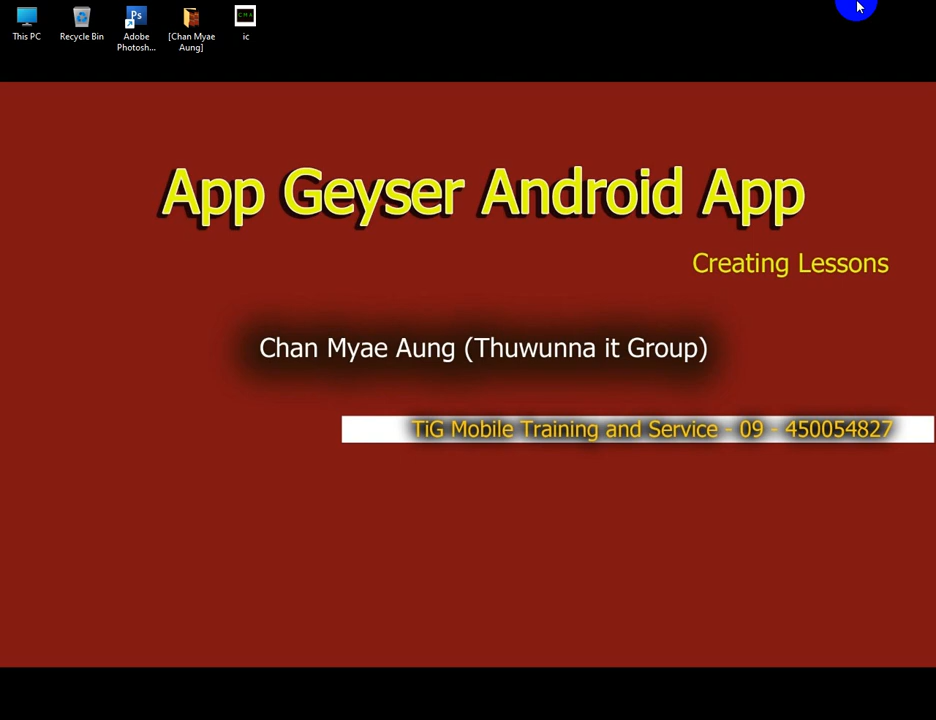 This PC
Recycle Bin
Adobe Photosh...
[Chan Myae Aung]
ic
App Geyser Android App
Creating Lessons
Chan Myae Aung (Thuwunna it Group)
TiG Mobile Training and Service - 09 - 450054827